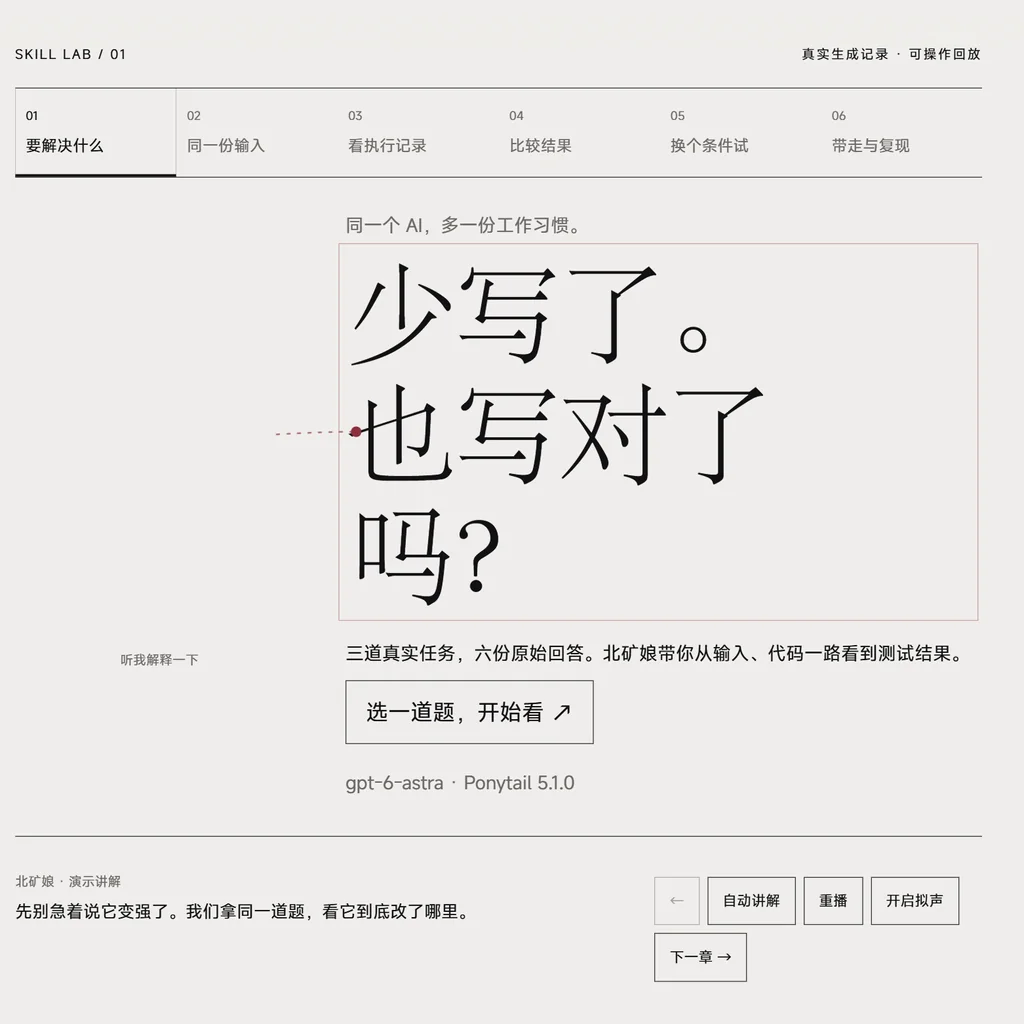 SKILL LAB / 01
真实生成记录 · 可操作回放
01
要解决什么
02
同一份输入
03
看执行记录
04
比较结果
05
换个条件试
06
带走与复现
同一个 AI，多一份工作习惯。
少写了。
也写对了
吗？
听我解释一下
三道真实任务，六份原始回答。北矿娘带你从输入、代码一路看到测试结果。
选一道题，开始看 ↗
gpt-6-astra · Ponytail 5.1.0
北矿娘 · 演示讲解
先别急着说它变强了。我们拿同一道题，看它到底改了哪里。
←
自动讲解
重播
开启拟声
下一章 →